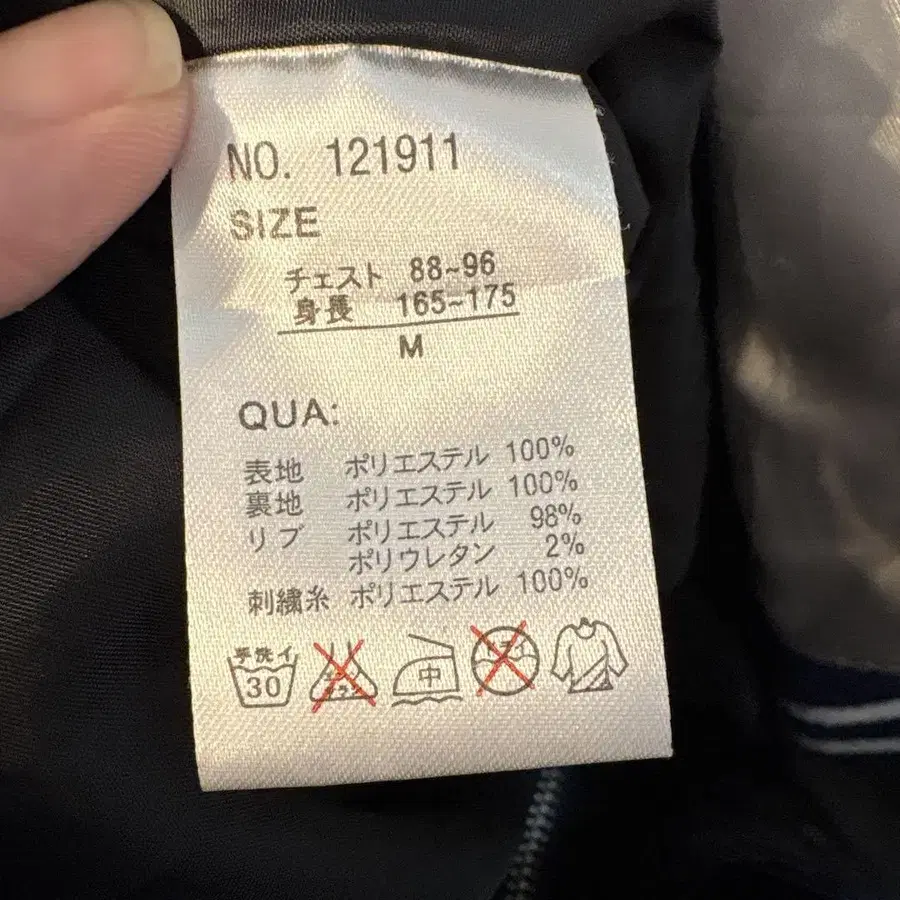 NO. 121911
SIZE
チェスト 88~96
身長 165~175
M
QUA:
表地 ポリエステル 100%
裏地 ポリエステル 100%
リブ ポリエステル 98%
ポリウレタン 2%
刺繍糸 ポリエステル 100%
手洗イ 30
中